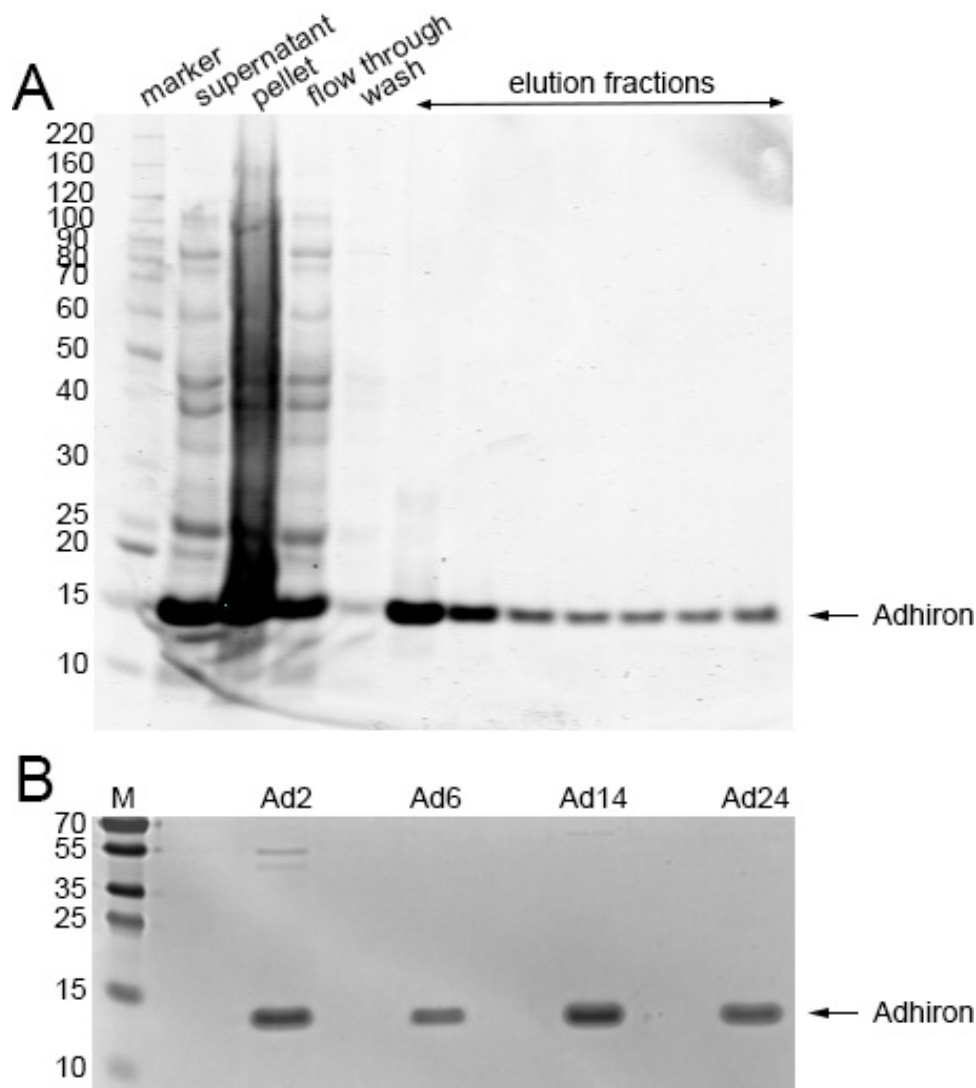 A
marker
supernatant
pellet
flow through
wash
elution fractions
220
160
120
100
90
80
70
60
50
40
30
25
20
15
10
Adhiron
B
M Ad2 Ad6 Ad14 Ad24
70
55
35
25
15
10
Adhiron